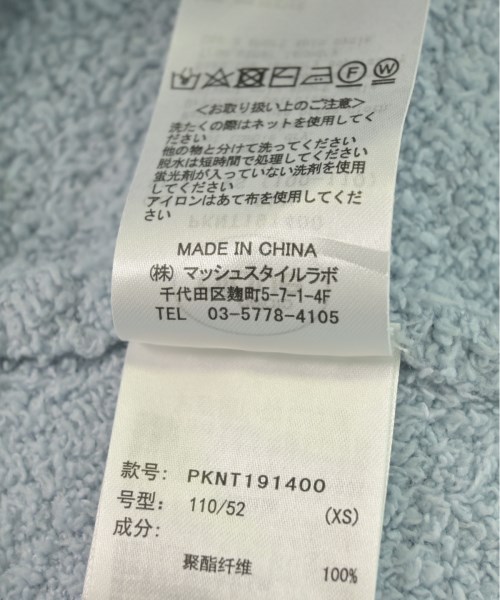 F W
<お取り扱い上のご注意>
洗たくの際はネットを使用してく
ださい
他の物と分けて洗ってください
脱水は短時間で処理してください
蛍光剤が入っていない洗剤を使用
してください
アイロンはあて布を使用してくだ
さい
MADE IN CHINA
(株) マッシュスタイルラボ
千代田区麹町5-7-1-4F
TEL 03-5778-4105
款号: PKNT191400
号型: 110/52 (XS)
成分:
聚酯纤维 100%